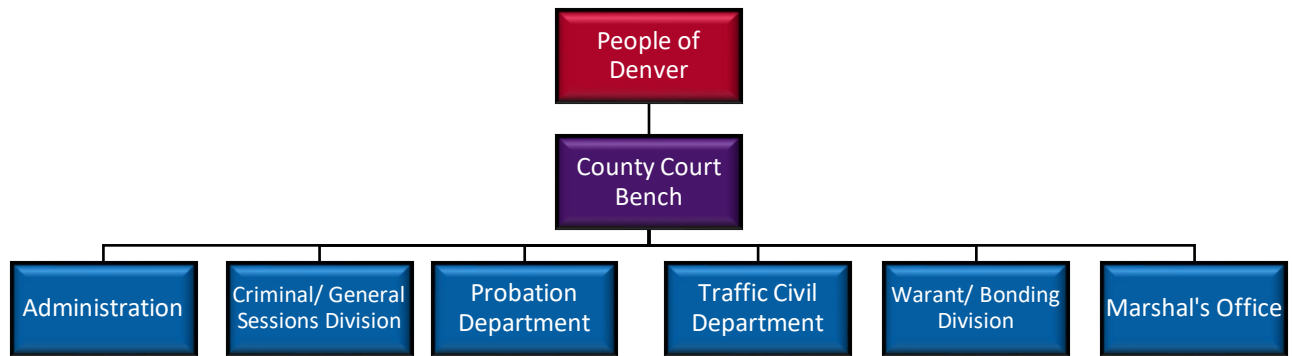 People of
Denver
County Court
Bench
Administration
Criminal/ General
Sessions Division
Probation
Department
Traffic Civil
Department
Warant/ Bonding
Division
Marshal's Office